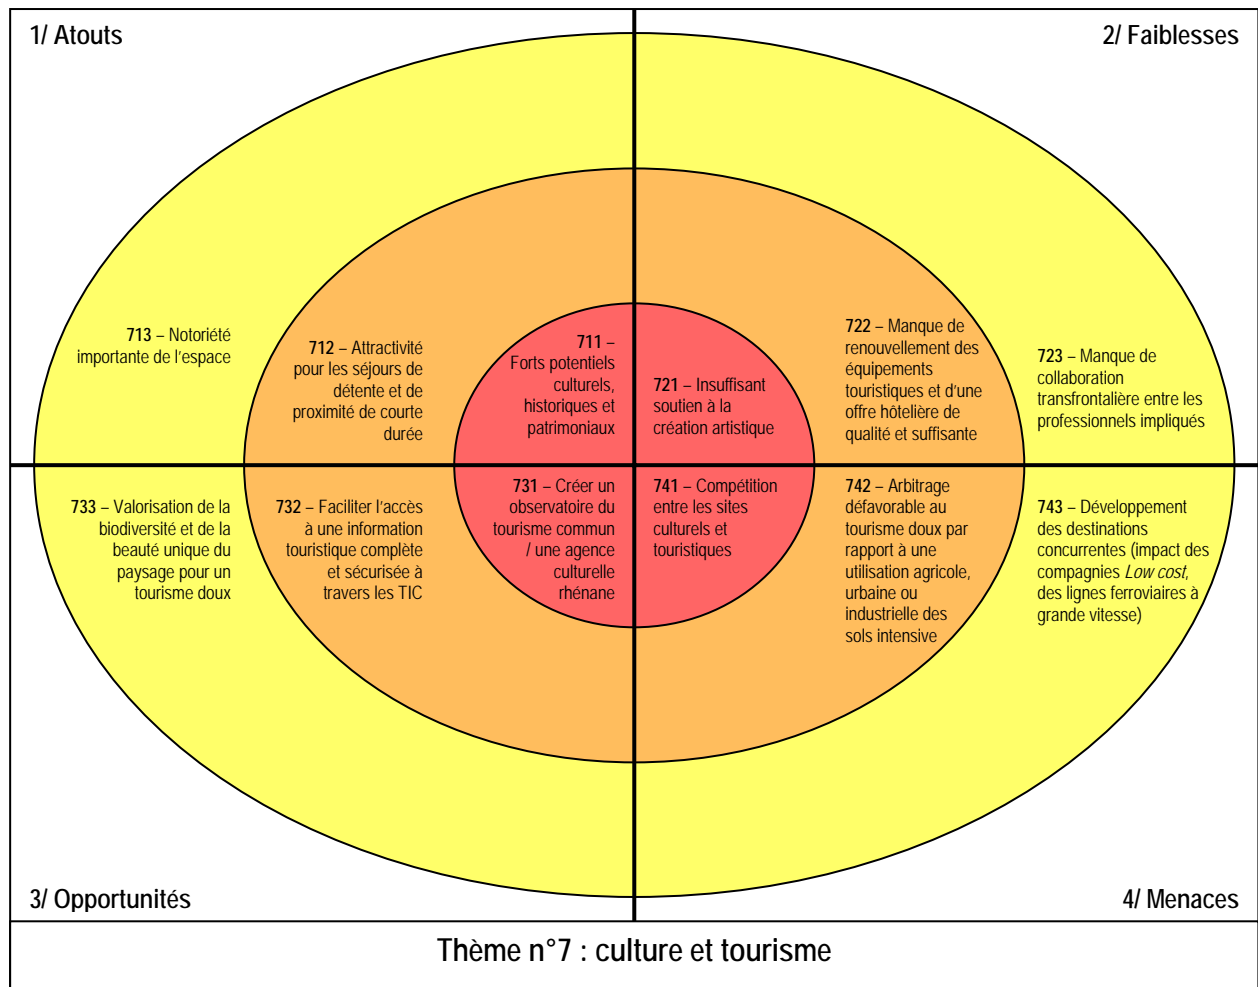 1/ Atouts
2/ Faiblesses
713 – Notoriété
importante de l'espace
712 – Attractivité
pour les séjours de
détente et de
proximité de courte
durée
711 –
Forts potentiels
culturels,
historiques et
patrimoniaux
721 – Insuffisant
soutien à la
création artistique
722 – Manque de
renouvellement des
équipements
touristiques et d'une
offre hôtelière de
qualité et suffisante
723 – Manque de
collaboration
transfrontalière entre les
professionnels impliqués
733 – Valorisation de la
biodiversité et de la
beauté unique du
paysage pour un
tourisme doux
732 – Faciliter l'accès
à une information
touristique complète
et sécurisée à
travers les TIC
731 – Créer un
observatoire du
tourisme commun
/ une agence
culturelle
rhénane
741 – Compétition
entre les sites
culturels et
touristiques
742 – Arbitrage
défavorable au
tourisme doux par
rapport à une
utilisation agricole,
urbaine ou
industrielle des
sols intensive
743 – Développement
des destinations
concurrentes (impact des
compagnies Low cost,
des lignes ferroviaires à
grande vitesse)
3/ Opportunités
4/ Menaces
Thème n°7 : culture et tourisme